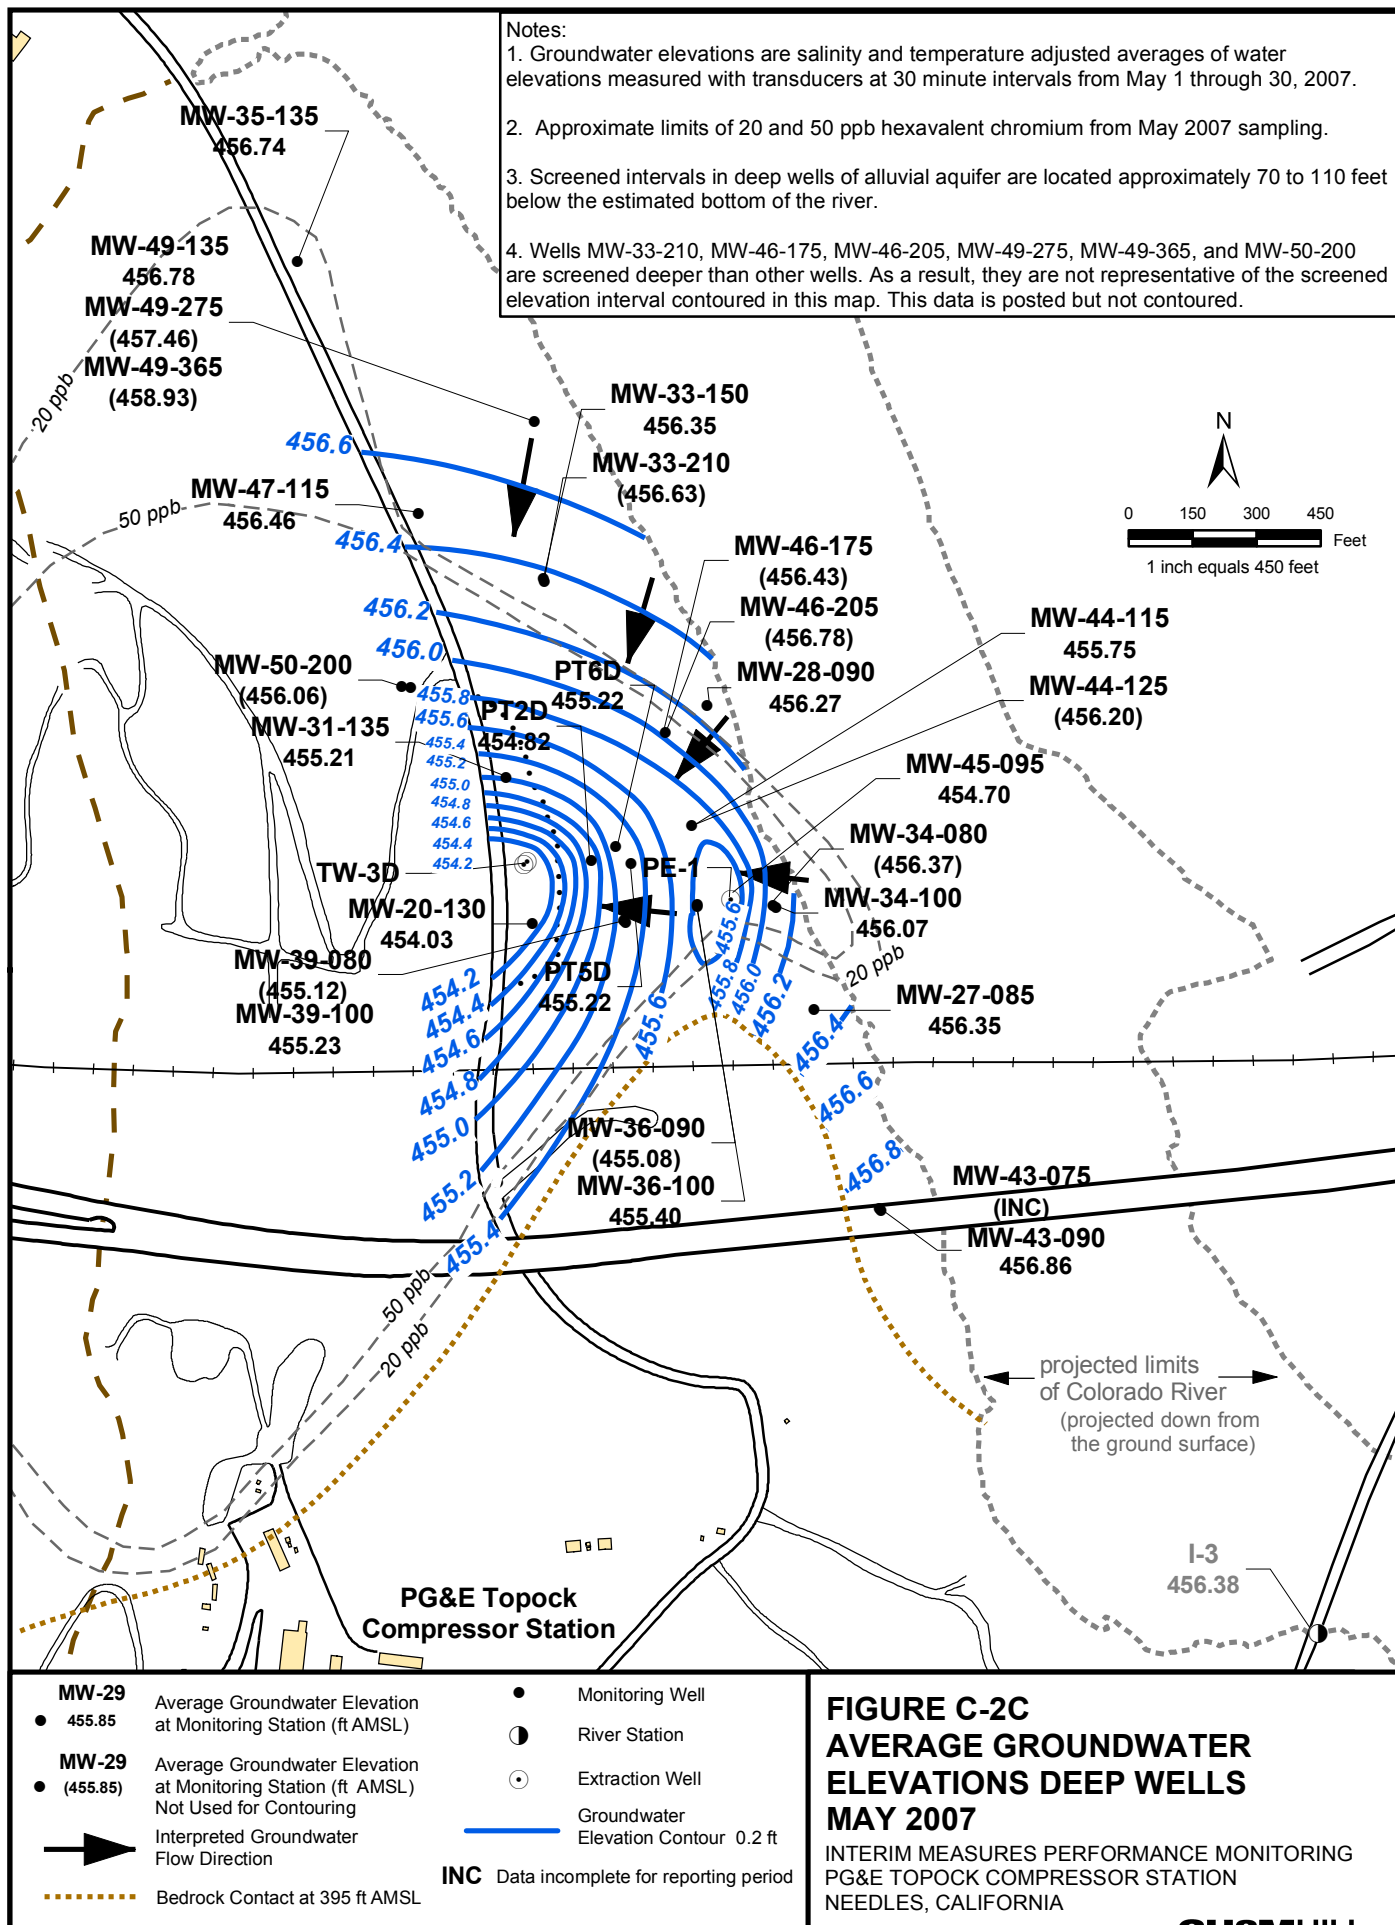 Notes:
1. Groundwater elevations are salinity and temperature adjusted averages of water
elevations measured with transducers at 30 minute intervals from May 1 through 30, 2007.
2. Approximate limits of 20 and 50 ppb hexavalent chromium from May 2007 sampling.
3. Screened intervals in deep wells of alluvial aquifer are located approximately 70 to 110 feet
below the estimated bottom of the river.
4. Wells MW-33-210, MW-46-175, MW-46-205, MW-49-275, MW-49-365, and MW-50-200
are screened deeper than other wells. As a result, they are not representative of the screened
elevation interval contoured in this map. This data is posted but not contoured.
MW-35-135
456.74
MW-49-135
456.78
MW-49-275
(457.46)
MW-49-365
(458.93)
20 ppb
MW-33-150
456.35
MW-33-210
(456.63)
456.6
MW-47-115
456.46
50 ppb
456.4
N
0 150 300 450
Feet
1 inch equals 450 feet
MW-46-175
(456.43)
MW-46-205
(456.78)
456.2
456.0
MW-44-115
455.75
MW-44-125
(456.20)
MW-50-200
(456.06)
PT6D
455.22
MW-28-090
456.27
455.8
455.6
PT2D
454.82
MW-31-135
455.21
455.4
455.2
455.0
454.8
454.6
454.4
454.2
MW-45-095
454.70
MW-34-080
(456.37)
TW-3D
PE-1
MW-34-100
456.07
MW-20-130
454.03
MW-39-080
(455.12)
MW-39-100
455.23
PT5D
455.22
455.6
455.8
456.0
456.2
20 ppb
MW-27-085
456.35
454.2
454.4
454.6
454.8
455.0
455.2
455.4
455.6
456.4
456.6
456.8
MW-36-090
(455.08)
MW-36-100
455.40
MW-43-075
(INC)
MW-43-090
456.86
50 ppb
20 ppb
projected limits
of Colorado River
(projected down from
the ground surface)
I-3
456.38
PG&E Topock
Compressor Station
MW-29
455.85
Average Groundwater Elevation
at Monitoring Station (ft AMSL)
MW-29
(455.85)
Average Groundwater Elevation
at Monitoring Station (ft AMSL)
Not Used for Contouring
Interpreted Groundwater
Flow Direction
Bedrock Contact at 395 ft AMSL
Monitoring Well
River Station
Extraction Well
Groundwater
Elevation Contour 0.2 ft
INC Data incomplete for reporting period
FIGURE C-2C
AVERAGE GROUNDWATER
ELEVATIONS DEEP WELLS
MAY 2007
INTERIM MEASURES PERFORMANCE MONITORING
PG&E TOPOCK COMPRESSOR STATION
NEEDLES, CALIFORNIA